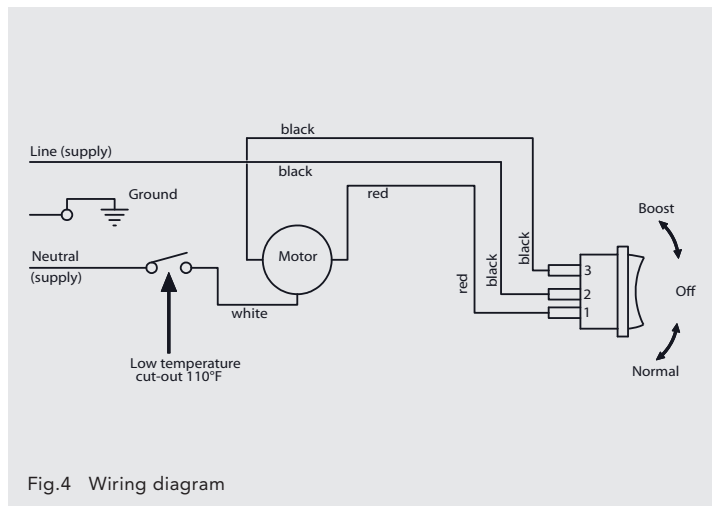 black
Line (supply)
black
Ground
red
Boost
Neutral
(supply)
Motor
black
black
red
3
2
1
Off
white
Low temperature
cut-out 110°F
Normal
Fig.4 Wiring diagram